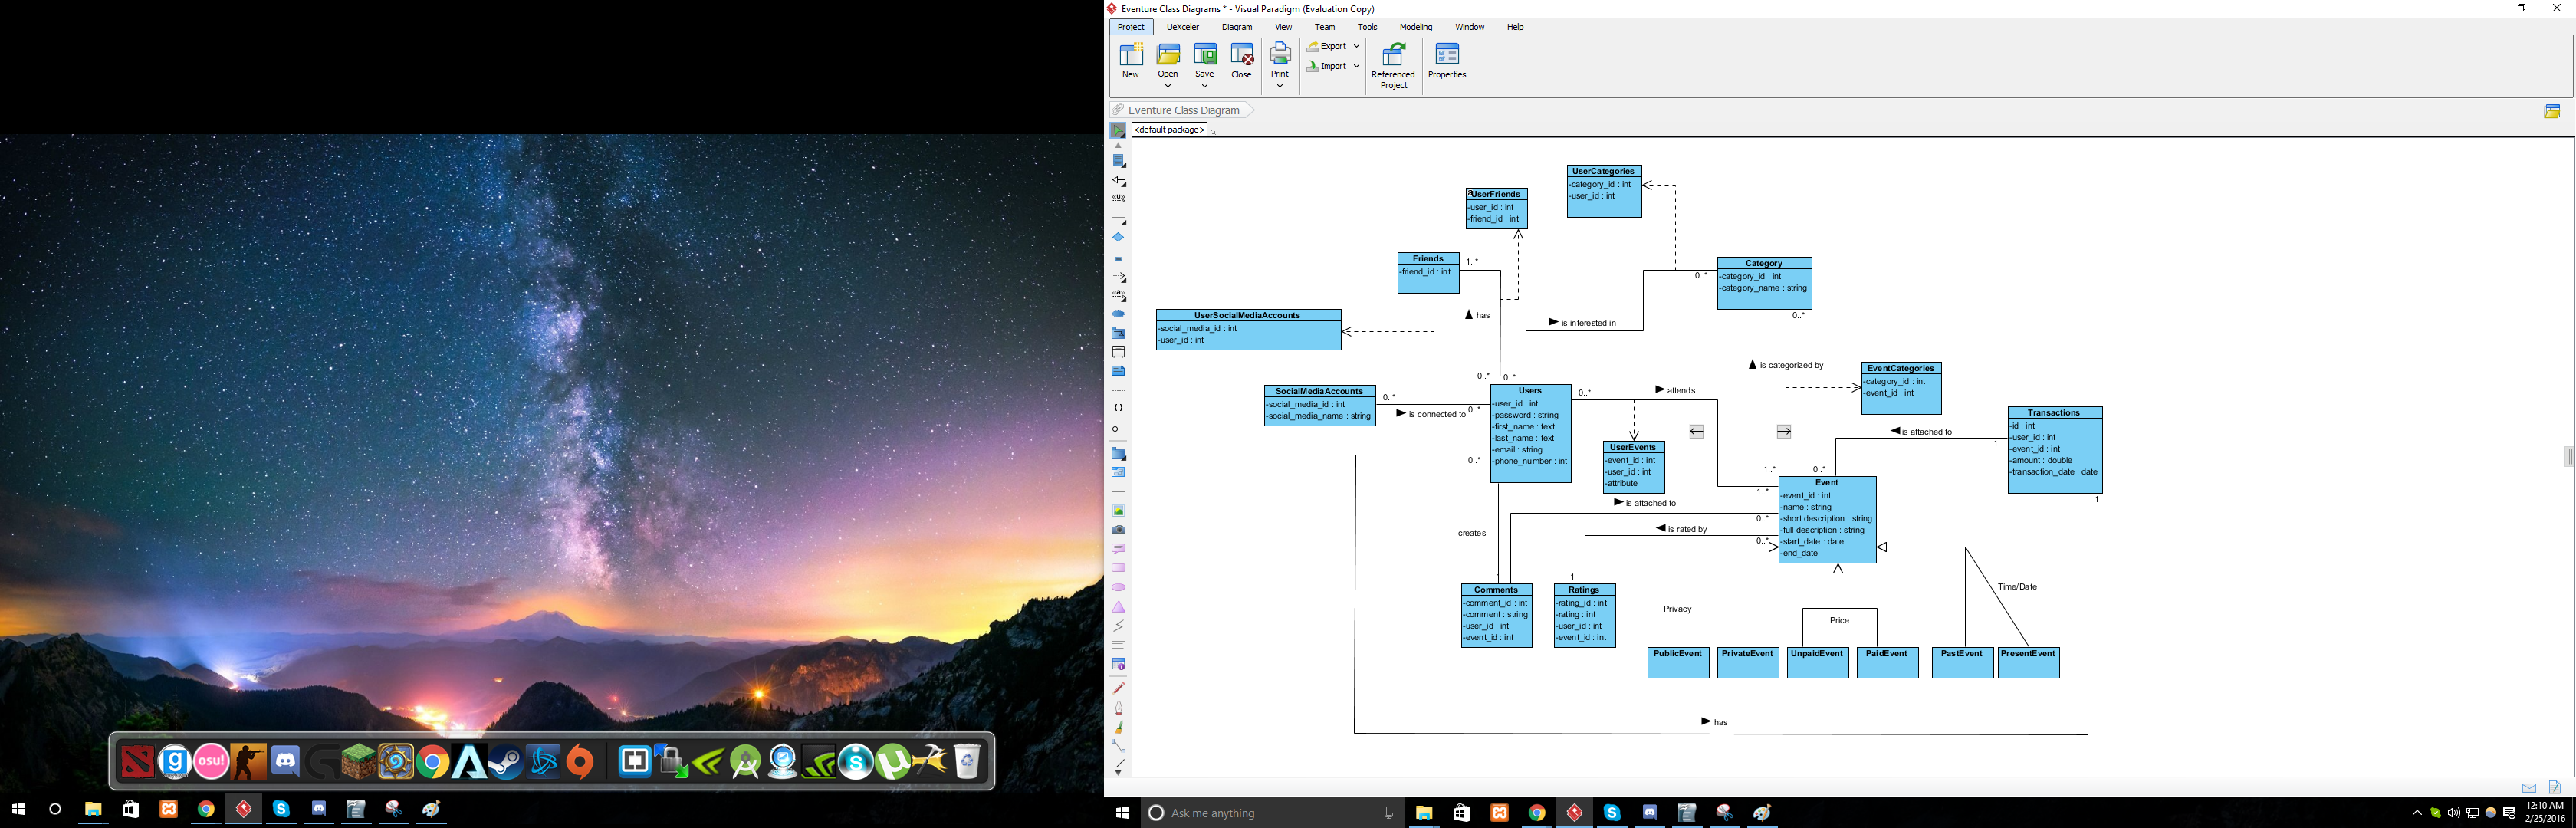 Eventure Class Diagrams * - Visual Paradigm (Evaluation Copy)
Project UeXceler Diagram View Team Tools Modeling Window Help
New Open Save Close Print Export Import Referenced Project Properties
Eventure Class Diagram
<default package>
UserCategories
-category_id : int
-user_id : int
UserFriends
-user_id : int
-friend_id : int
Friends
-friend_id : int
1..*
Category
-category_id : int
-category_name : string
0..*
0..*
UserSocialMediaAccounts
-social_media_id : int
-user_id : int
has
is interested in
is categorized by
EventCategories
-category_id : int
-event_id : int
SocialMediaAccounts
-social_media_id : int
-social_media_name : string
0..*
is connected to
0..*
0..*
0..*
Users
-user_id : int
-password : string
-first_name : text
-last_name : text
-email : string
-phone_number : int
0..*
0..*
attends
UserEvents
-event_id : int
-user_id : int
-attribute
Transactions
-id : int
-user_id : int
-event_id : int
-amount : double
-transaction_date : date
is attached to
1
1
1..*
0..*
1..*
Event
-event_id : int
-name : string
-short description : string
-full description : string
-start_date : date
-end_date
is attached to
0..*
is rated by
0..*
creates
1
Comments
-comment_id : int
-comment : string
-user_id : int
-event_id : int
Ratings
-rating_id : int
-rating : int
-user_id : int
-event_id : int
Privacy
Price
Time/Date
PublicEvent
PrivateEvent
UnpaidEvent
PaidEvent
PastEvent
PresentEvent
has
osu!
Ask me anything
12:10 AM
2/25/2016